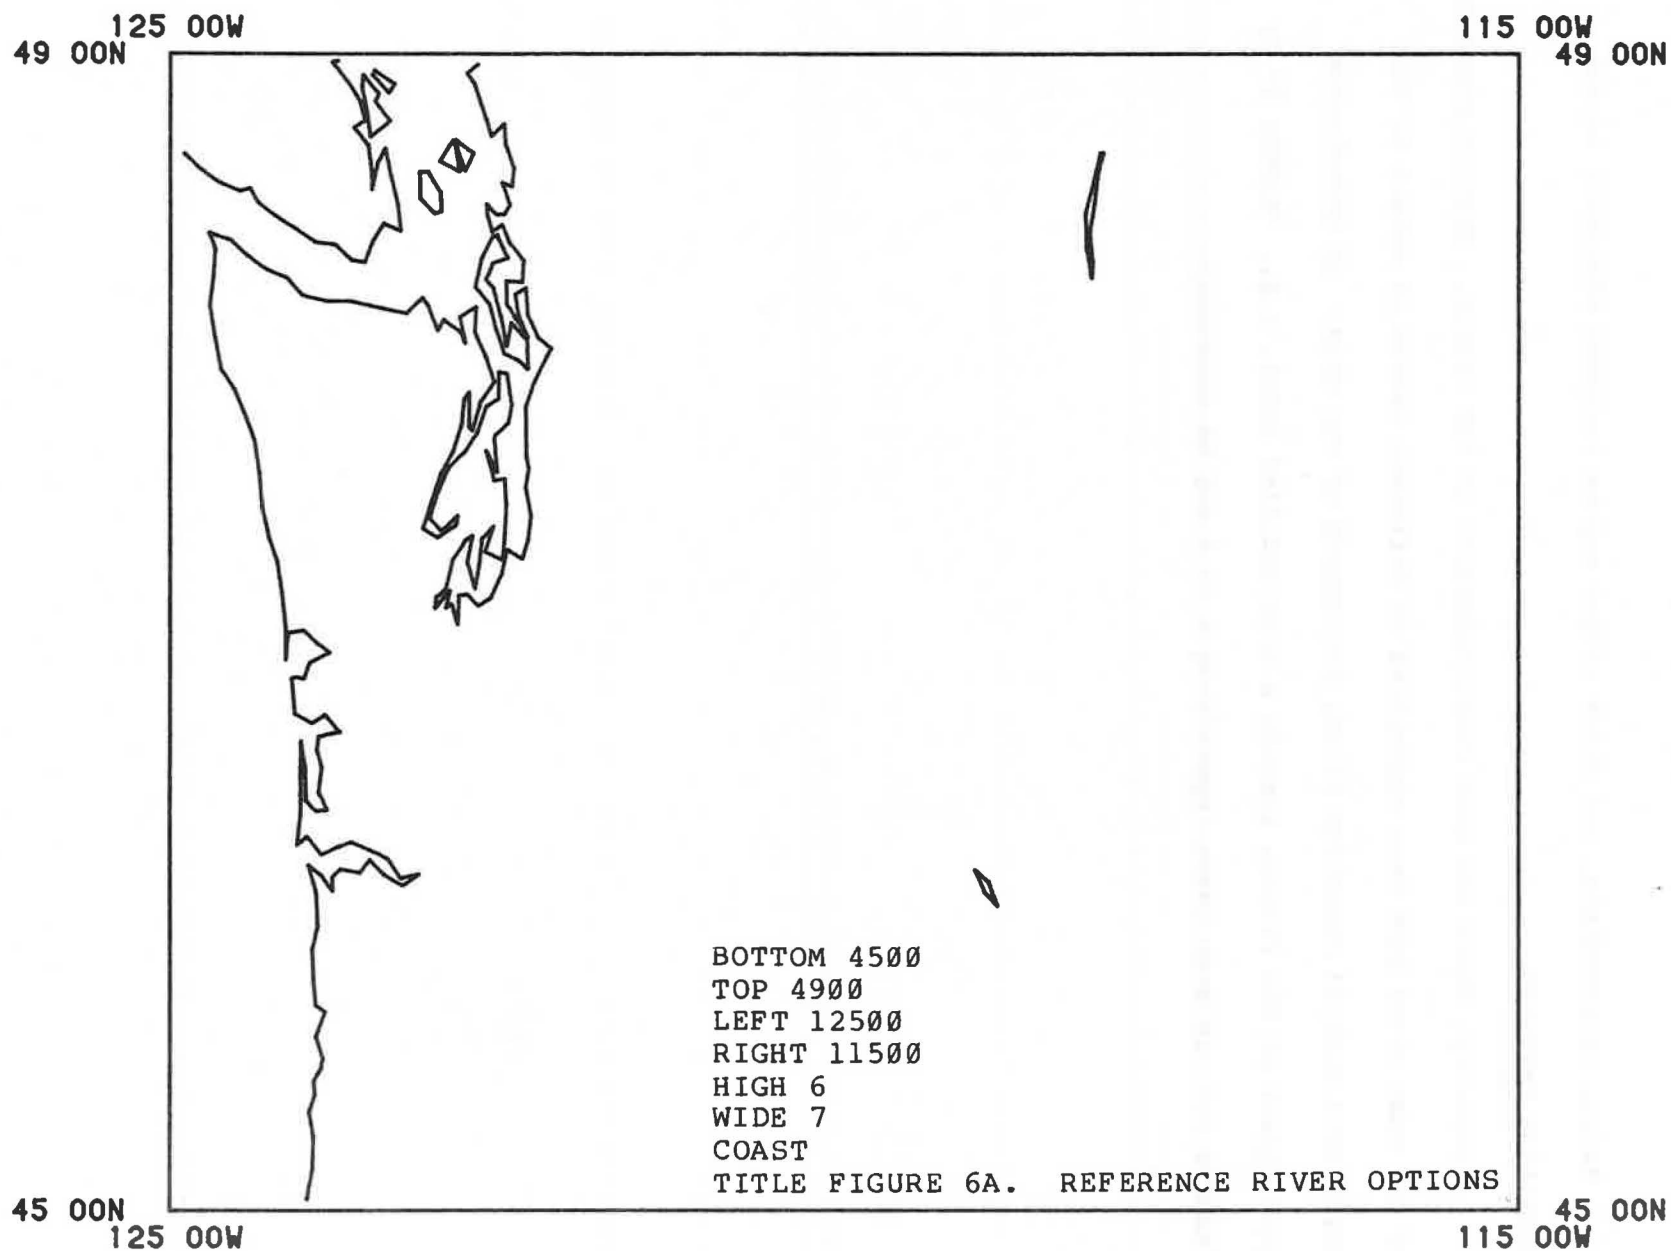 125 00W 115 00W
49 00N 49 00N
BOTTOM 4500
TOP 4900
LEFT 12500
RIGHT 11500
HIGH 6
WIDE 7
COAST
TITLE FIGURE 6A. REFERENCE RIVER OPTIONS
45 00N 45 00N
125 00W 115 00W